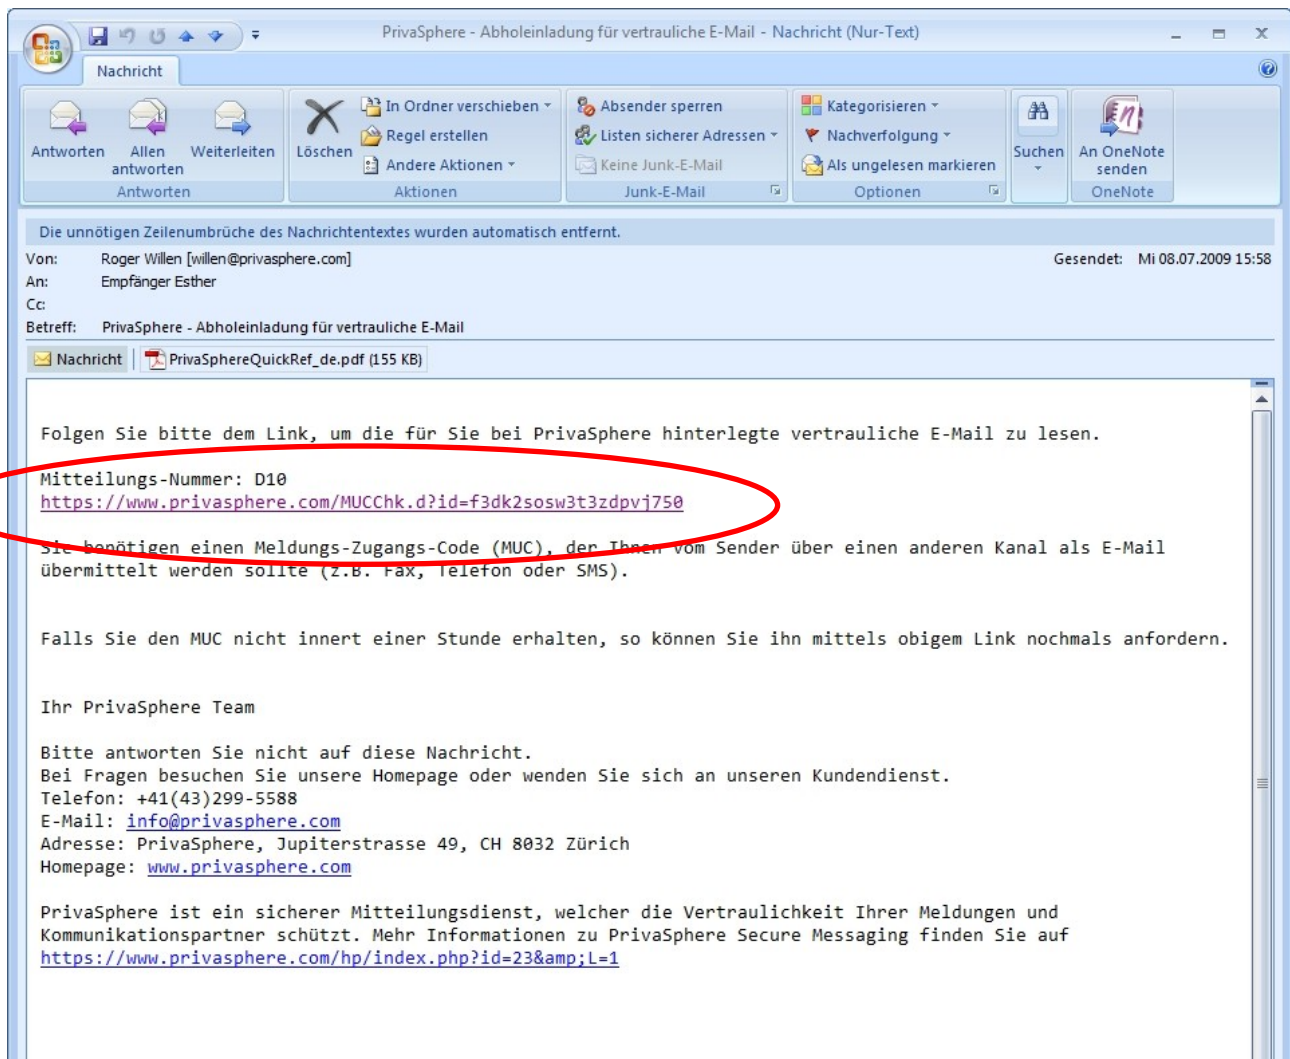 PrivaSphere - Abholeinladung für vertrauliche E-Mail - Nachricht (Nur-Text)
Nachricht
Antworten
Allen antworten
Weiterleiten
Antworten
Löschen
In Ordner verschieben
Regel erstellen
Andere Aktionen
Aktionen
Absender sperren
Listen sicherer Adressen
Keine Junk-E-Mail
Junk-E-Mail
Kategorisieren
Nachverfolgung
Als ungelesen markieren
Optionen
Suchen
An OneNote senden
OneNote
Die unnötigen Zeilenumbrüche des Nachrichtentextes wurden automatisch entfernt.
Von: Roger Willen [willen@privasphere.com] Gesendet: Mi 08.07.2009 15:58
An: Empfänger Esther
Cc:
Betreff: PrivaSphere - Abholeinladung für vertrauliche E-Mail
Nachricht PrivaSphereQuickRef_de.pdf (155 KB)
Folgen Sie bitte dem Link, um die für Sie bei PrivaSphere hinterlegte vertrauliche E-Mail zu lesen.
Mitteilungs-Nummer: D10
https://www.privasphere.com/MUCChk.d?id=f3dk2sosw3t3zdpvj750
Sie benötigen einen Meldungs-Zugangs-Code (MUC), der Ihnen vom Sender über einen anderen Kanal als E-Mail
übermittelt werden sollte (z.B. Fax, Telefon oder SMS).
Falls Sie den MUC nicht innert einer Stunde erhalten, so können Sie ihn mittels obigem Link nochmals anfordern.
Ihr PrivaSphere Team
Bitte antworten Sie nicht auf diese Nachricht.
Bei Fragen besuchen Sie unsere Homepage oder wenden Sie sich an unseren Kundendienst.
Telefon: +41(43)299-5588
E-Mail: info@privasphere.com
Adresse: PrivaSphere, Jupiterstrasse 49, CH 8032 Zürich
Homepage: www.privasphere.com
PrivaSphere ist ein sicherer Mitteilungsdienst, welcher die Vertraulichkeit Ihrer Meldungen und
Kommunikationspartner schützt. Mehr Informationen zu PrivaSphere Secure Messaging finden Sie auf
https://www.privasphere.com/hp/index.php?id=23&amp;L=1